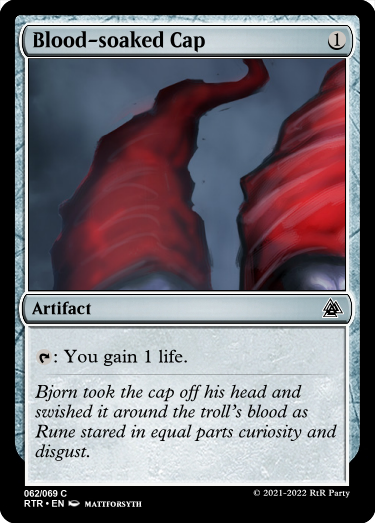 Blood-soaked Cap 1
Artifact
: You gain 1 life.
Bjorn took the cap off his head and
swished it around the troll's blood as
Rune stared in equal parts curiosity and
disgust.
062/069 C © 2021-2022 RtR Party
RTR • EN MATTFORSYTH